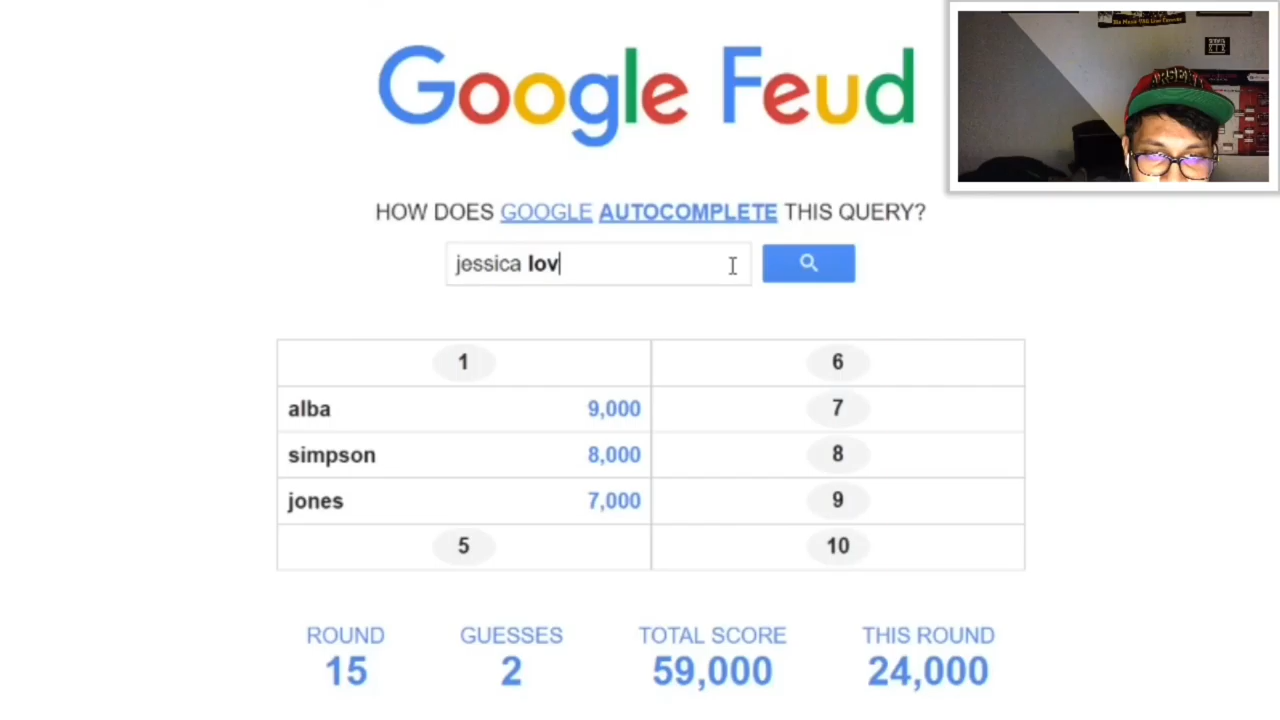 Google Feud
HOW DOES GOOGLE AUTOCOMPLETE THIS QUERY?
jessica lov
1
6
alba 9,000
7
simpson 8,000
8
jones 7,000
9
5
10
ROUND
GUESSES
TOTAL SCORE
THIS ROUND
15
2
59,000
24,000